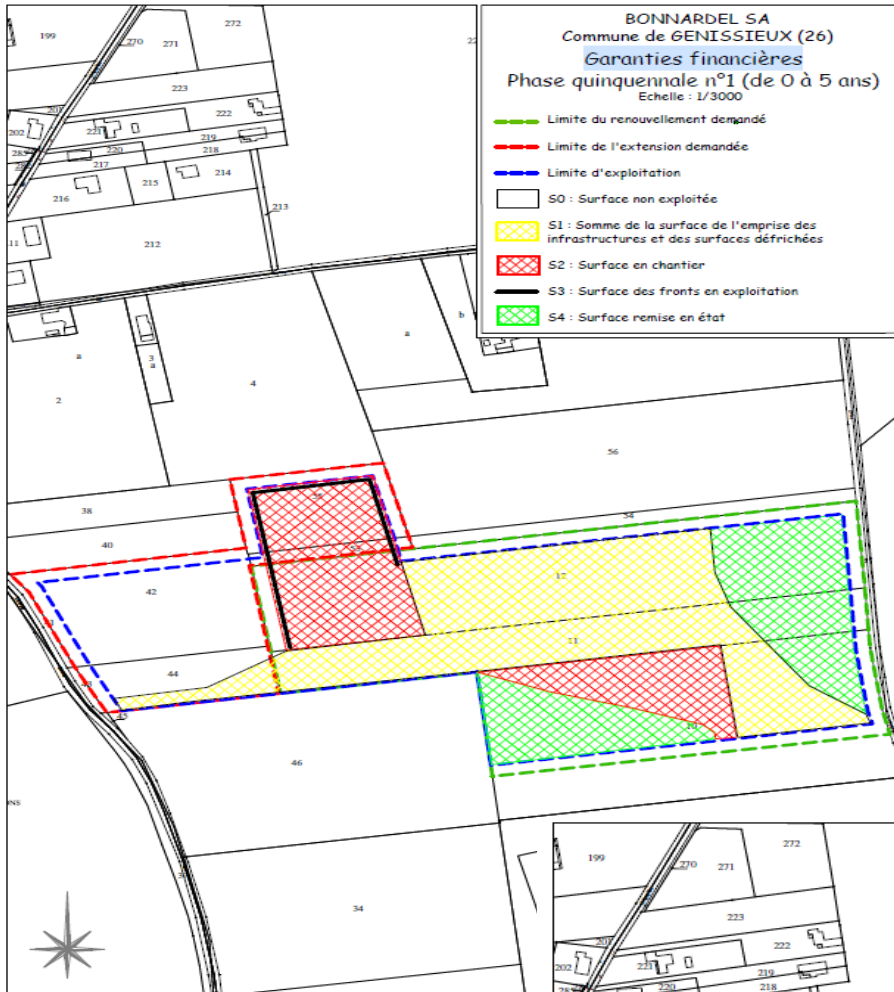 BONNARDEL SA
Commune de GENISSIEUX (26)
Garanties financières
Phase quinquennale n°1 (de 0 à 5 ans)
Echelle : 1/3000
Limite du renouvellement demandé
Limite de l'extension demandée
Limite d'exploitation
S0 : Surface non exploitée
S1 : Somme de la surface de l'emprise des
infrastructures et des surfaces défrichées
S2 : Surface en chantier
S3 : Surface des fronts en exploitation
S4 : Surface remise en état
199
270
271
272
223
201
202
221
222
219
220
218
217
216
215
214
213
212
a
2
3
a
4
a
b
56
38
40
54
42
17
44
11
45
10
46
34
199
270
271
272
223
201
202
221
222
219
220
218